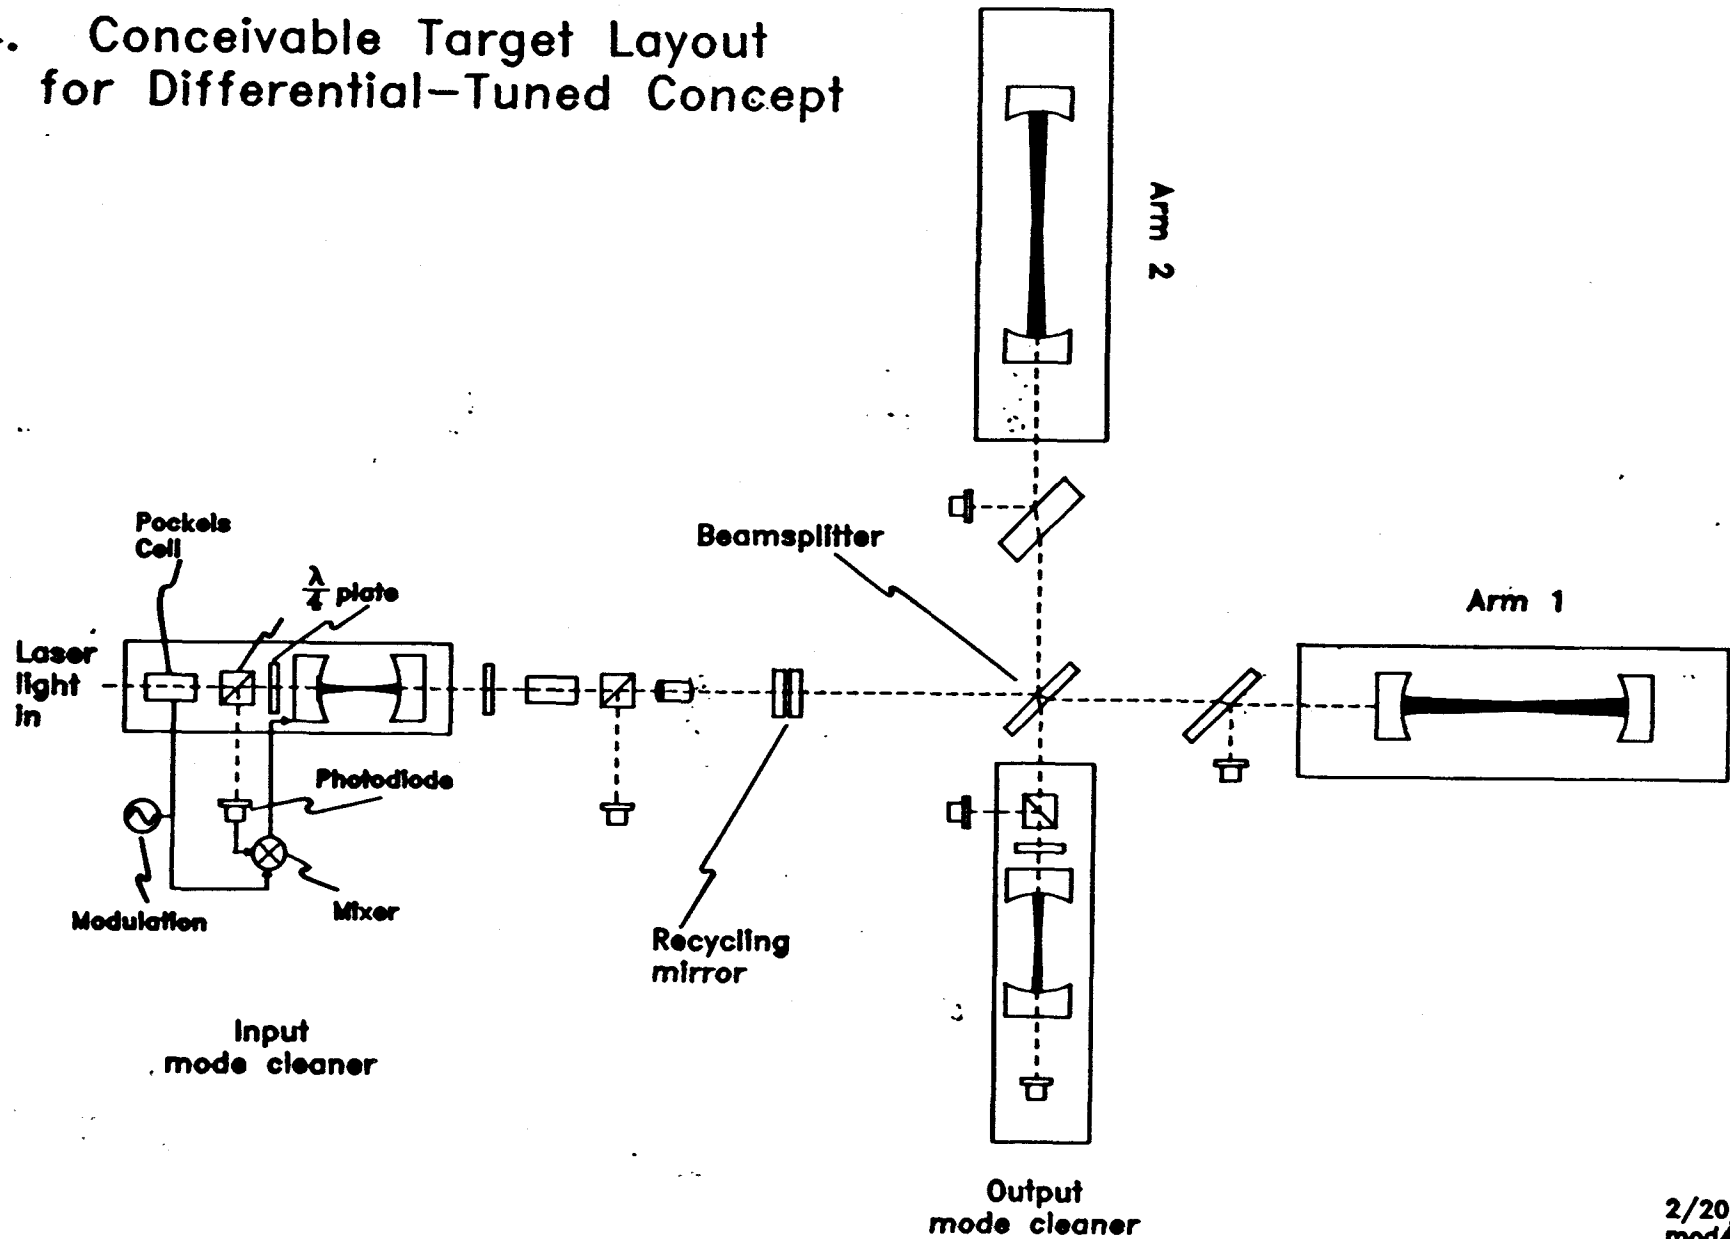 Conceivable Target Layout
for Differential-Tuned Concept
Arm 2
Pockels
Cell
λ/4 plate
Beamsplitter
Arm 1
Laser
light
in
Photodiode
Modulation
Mixer
Recycling
mirror
Input
mode cleaner
Output
mode cleaner
2/20